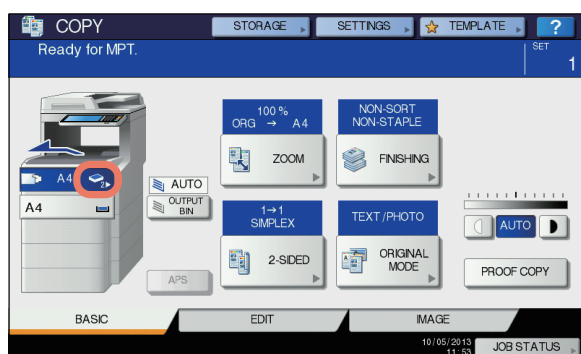 COPY
STORAGE
SETTINGS
TEMPLATE
?
Ready for MPT.
SET
1
100 %
ORG → A4
ZOOM
NON-SORT
NON-STAPLE
FINISHING
A4
2
A4
AUTO
OUTPUT
BIN
APS
1→1
SIMPLEX
2-SIDED
TEXT/PHOTO
ORIGINAL
MODE
AUTO
PROOF COPY
BASIC
EDIT
IMAGE
10/05/2013
11:53
JOB STATUS